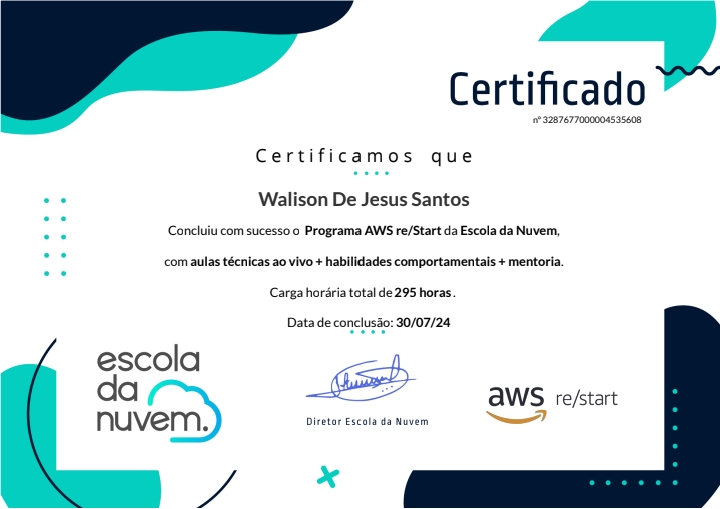 Certificado
nº 3287677000004535608
Certificamos que
Walison De Jesus Santos
Concluiu com sucesso o Programa AWS re/Start da Escola da Nuvem,
com aulas técnicas ao vivo + habilidades comportamentais + mentoria.
Carga horária total de 295 horas.
Data de conclusão: 30/07/24
escola
da
nuvem.
Diretor Escola da Nuvem
aws re/start